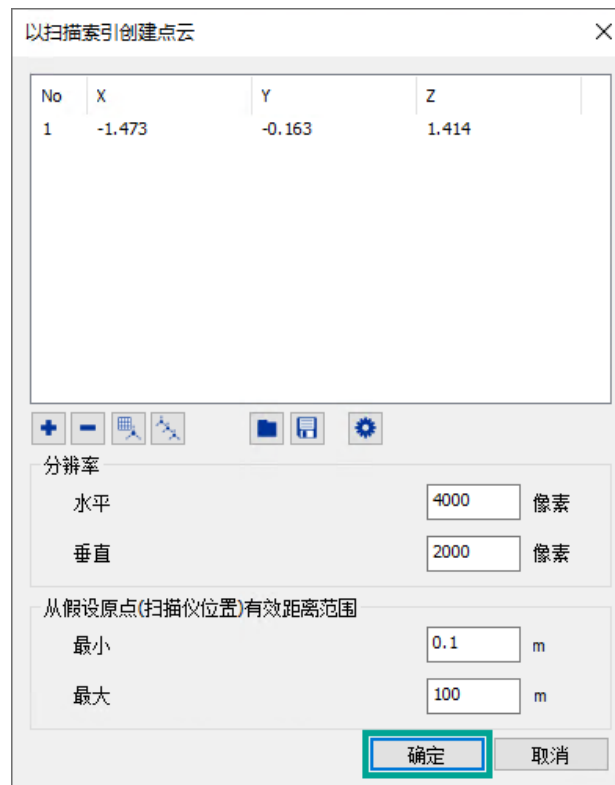 以扫描索引创建点云
No X Y Z
1 -1.473 -0.163 1.414
分辨率
水平 4000 像素
垂直 2000 像素
从假设原点(扫描仪位置)有效距离范围
最小 0.1 m
最大 100 m
确定 取消